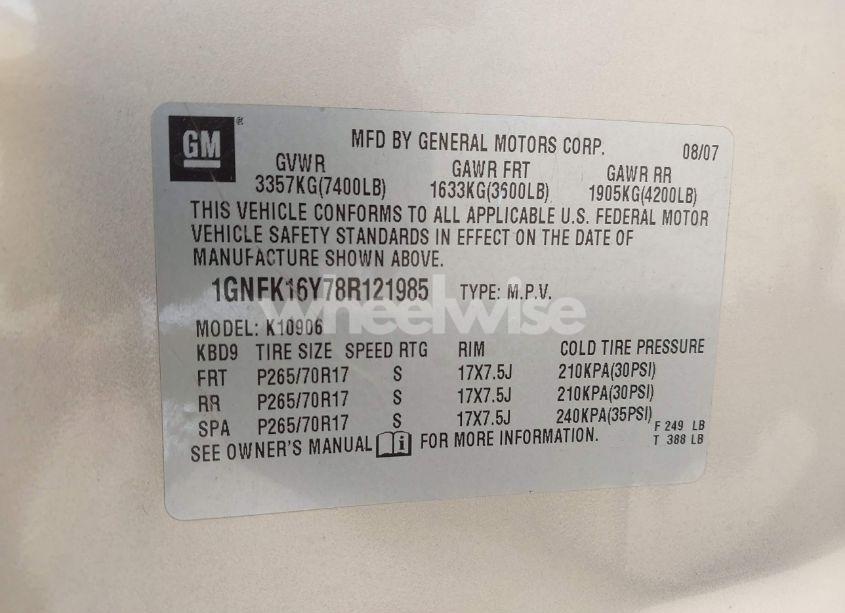 GM ®
MFD BY GENERAL MOTORS CORP. 08/07
GVWR GAWR FRT GAWR RR
3357KG(7400LB) 1633KG(3600LB) 1905KG(4200LB)
THIS VEHICLE CONFORMS TO ALL APPLICABLE U.S. FEDERAL MOTOR
VEHICLE SAFETY STANDARDS IN EFFECT ON THE DATE OF
MANUFACTURE SHOWN ABOVE.
1GNFK16Y78R121985 TYPE: M.P.V.
wheelwise
MODEL: K10906
KBD9 TIRE SIZE SPEED RTG RIM COLD TIRE PRESSURE
FRT P265/70R17 S 17X7.5J 210KPA(30PSI)
RR P265/70R17 S 17X7.5J 210KPA(30PSI)
SPA P265/70R17 S 17X7.5J 240KPA(35PSI)
F 249 LB
SEE OWNER'S MANUAL i FOR MORE INFORMATION. T 388 LB